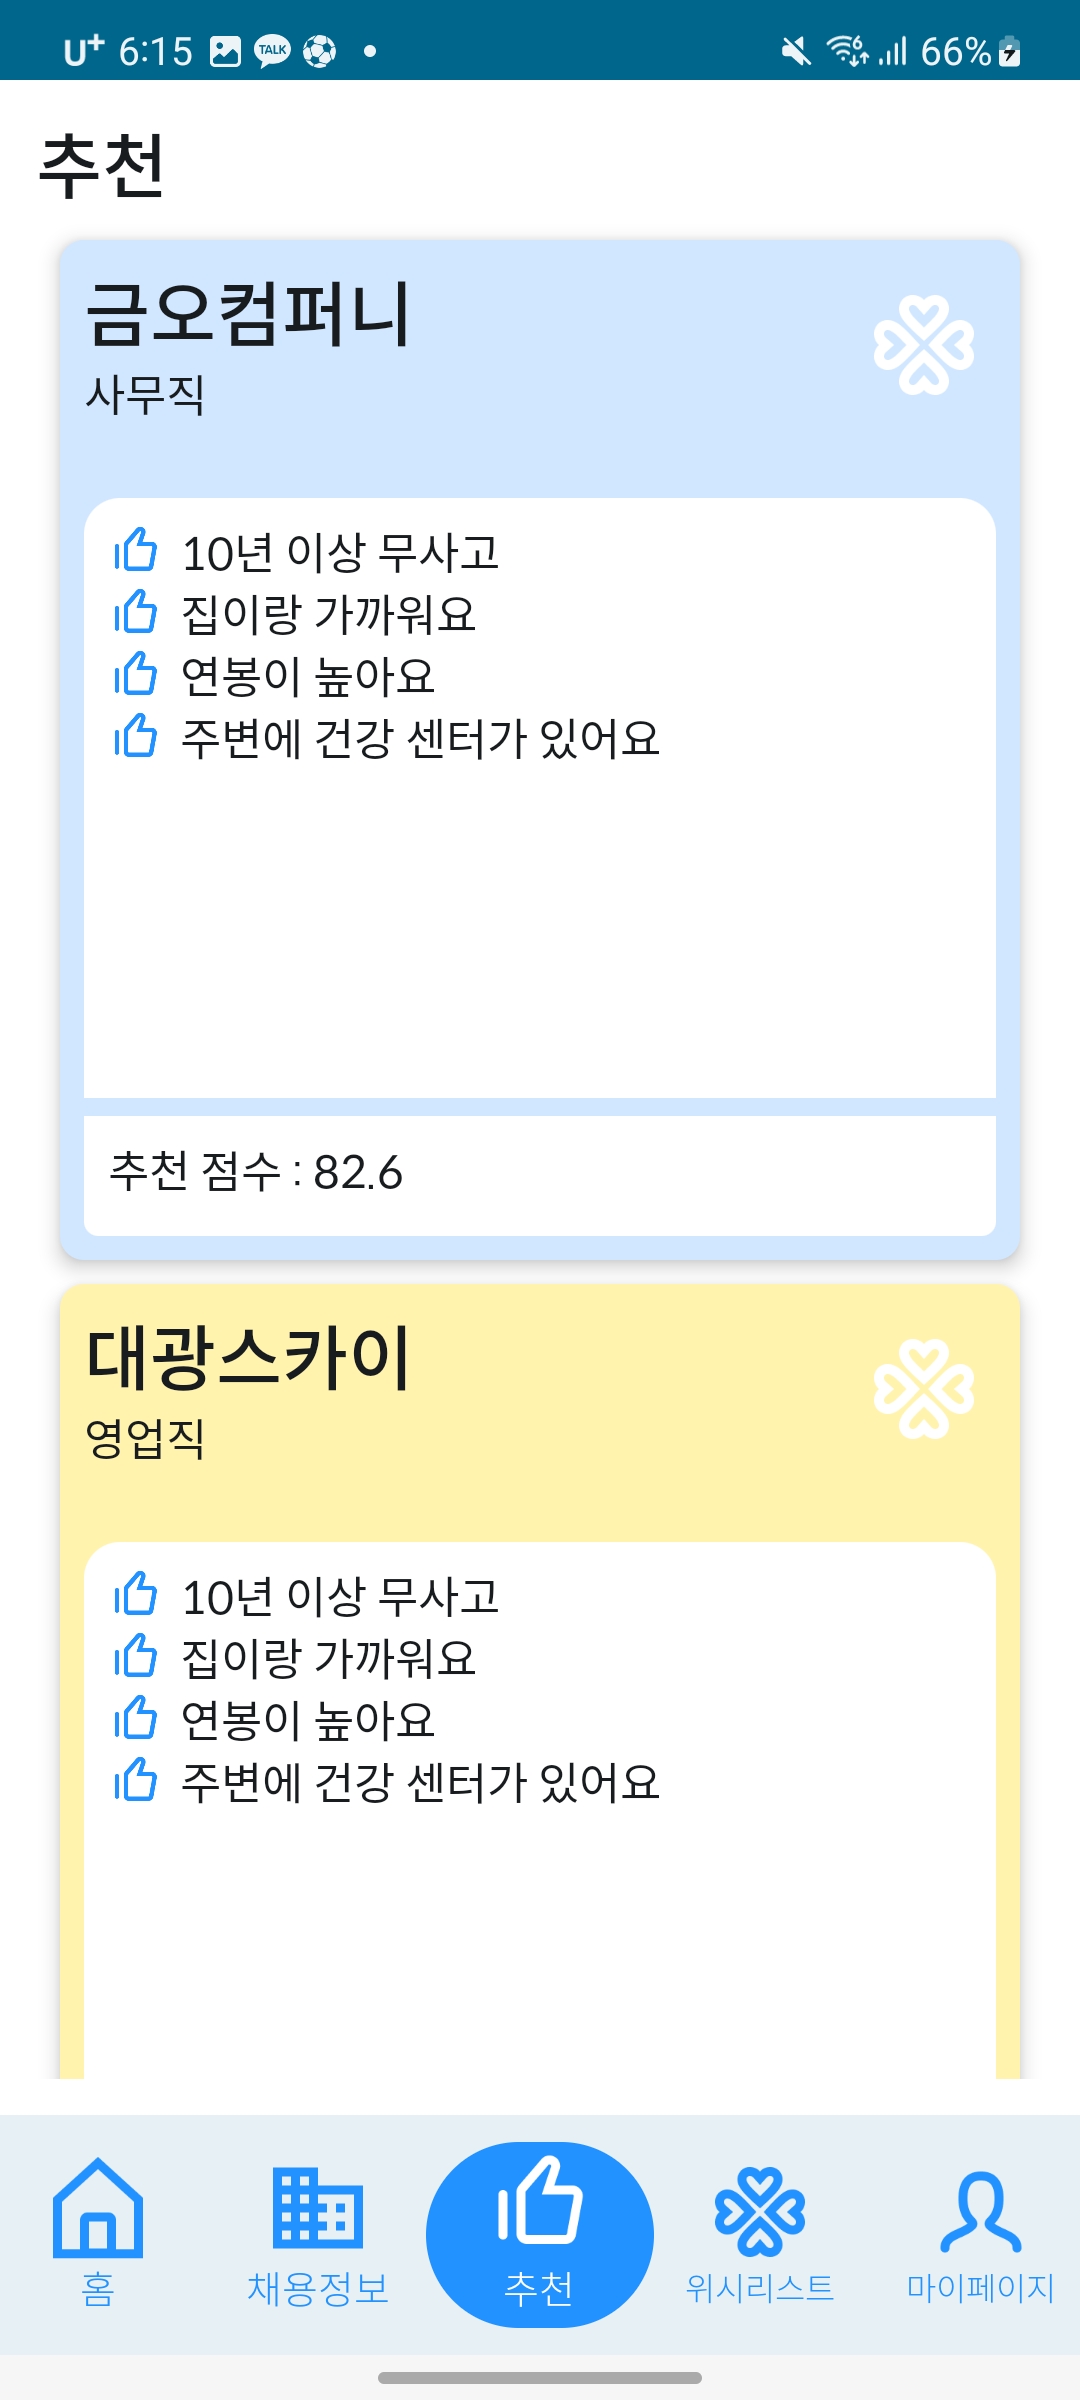 U+ 6:15 TALK 66%
추천
금오컴퍼니
사무직
10년 이상 무사고
집이랑 가까워요
연봉이 높아요
주변에 건강 센터가 있어요
추천 점수 : 82.6
대광스카이
영업직
10년 이상 무사고
집이랑 가까워요
연봉이 높아요
주변에 건강 센터가 있어요
홈 채용정보 추천 위시리스트 마이페이지